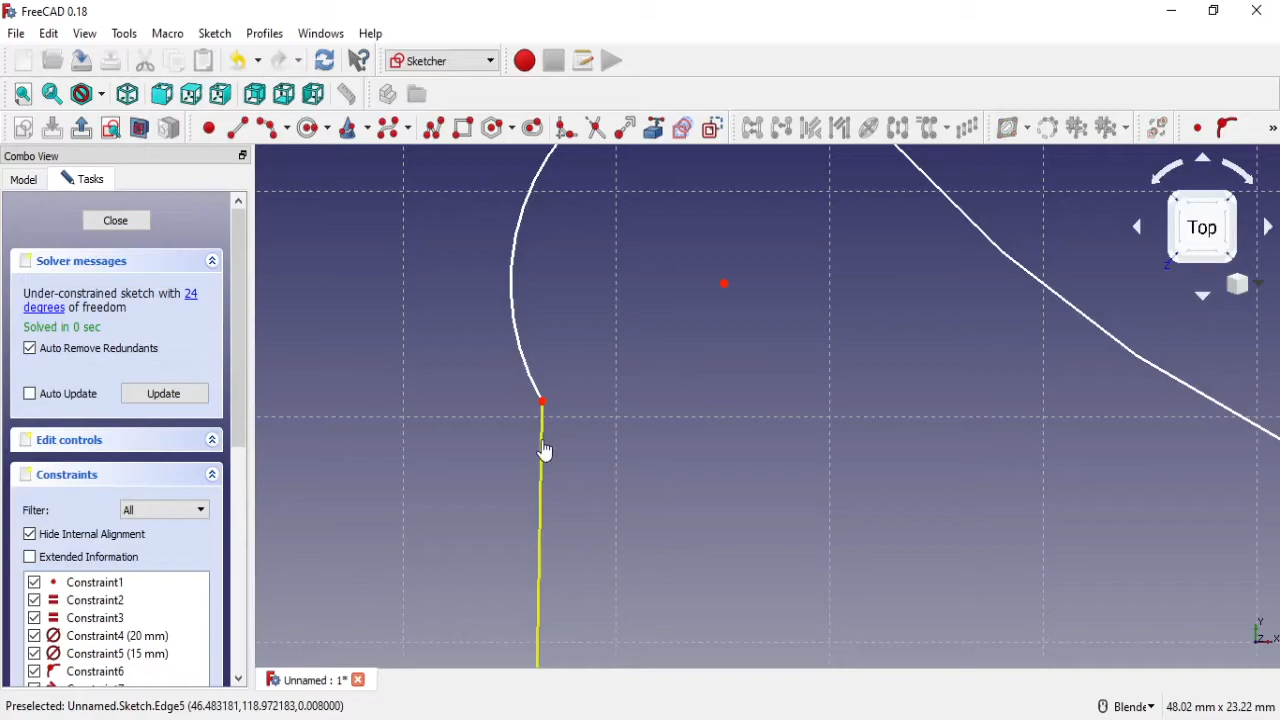 FreeCAD 0.18
File Edit View Tools Macro Sketch Profiles Windows Help
Sketcher
Combo View
Model Tasks
Close
Solver messages
Under-constrained sketch with 24
degrees of freedom
Solved in 0 sec
Auto Remove Redundants
Auto Update Update
Edit controls
Constraints
Filter: All
Hide Internal Alignment
Extended Information
Constraint1
Constraint2
Constraint3
Constraint4 (20 mm)
Constraint5 (15 mm)
Constraint6
Top
Z
Y
Z X
Unnamed : 1*
Preselected: Unnamed.Sketch.Edge5 (46.483181,118.972183,0.008000)
Blende
48.02 mm x 23.22 mm